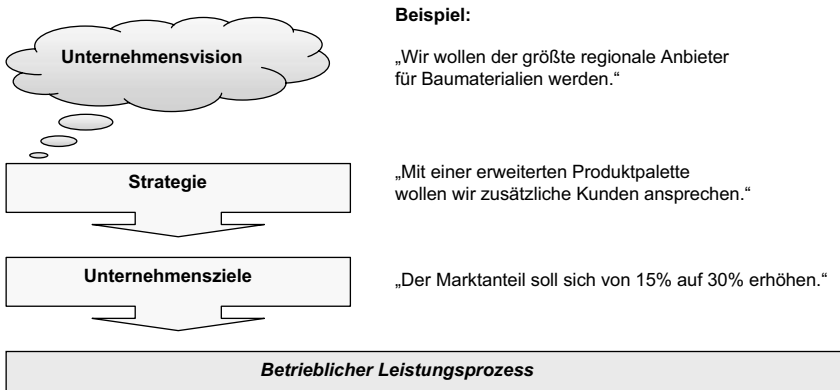 Beispiel:
Unternehmensvision
„Wir wollen der größte regionale Anbieter
für Baumaterialien werden.“
Strategie
„Mit einer erweiterten Produktpalette
wollen wir zusätzliche Kunden ansprechen.“
Unternehmensziele
„Der Marktanteil soll sich von 15% auf 30% erhöhen.“
Betrieblicher Leistungsprozess